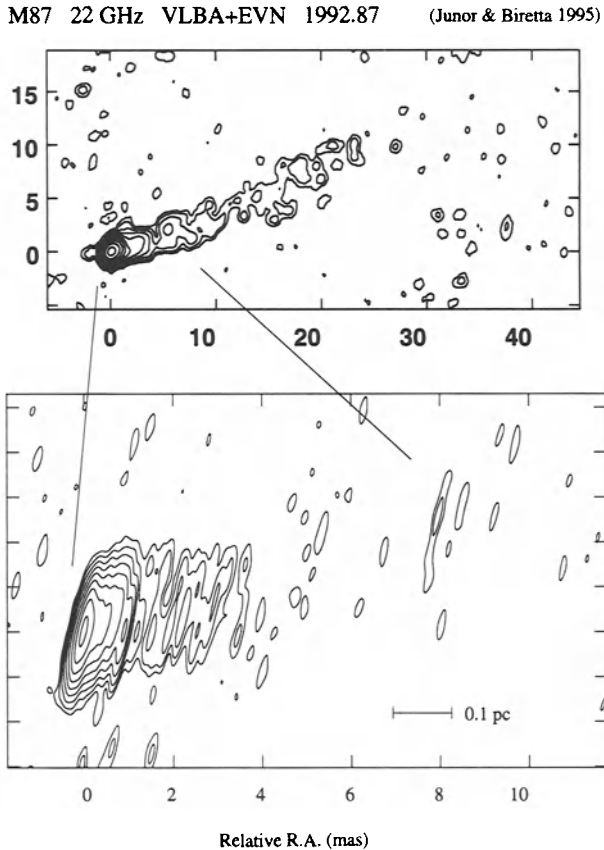 M87 22 GHz VLBA+EVN 1992.87 (Junor & Biretta 1995)
15
10
5
0
0 10 20 30 40
0.1 pc
0 2 4 6 8 10
Relative R.A. (mas)